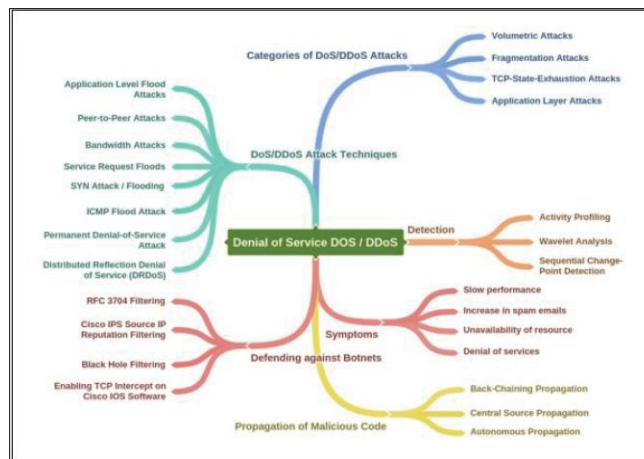 Categories of DoS/DDoS Attacks
Volumetric Attacks
Fragmentation Attacks
TCP-State-Exhaustion Attacks
Application Layer Attacks
Application Level Flood
Attacks
Peer-to-Peer Attacks
Bandwidth Attacks
Service Request Floods
SYN Attack / Flooding
ICMP Flood Attack
Permanent Denial-of-Service
Attack
Distributed Reflection Denial
of Service (DRDoS)
DoS/DDoS Attack Techniques
Denial of Service DOS / DDoS
Detection
Activity Profiling
Wavelet Analysis
Sequential Change-
Point Detection
Symptoms
Slow performance
Increase in spam emails
Unavailability of resource
Denial of services
RFC 3704 Filtering
Cisco IPS Source IP
Reputation Filtering
Black Hole Filtering
Enabling TCP Intercept on
Cisco IOS Software
Defending against Botnets
Propagation of Malicious Code
Back-Chaining Propagation
Central Source Propagation
Autonomous Propagation